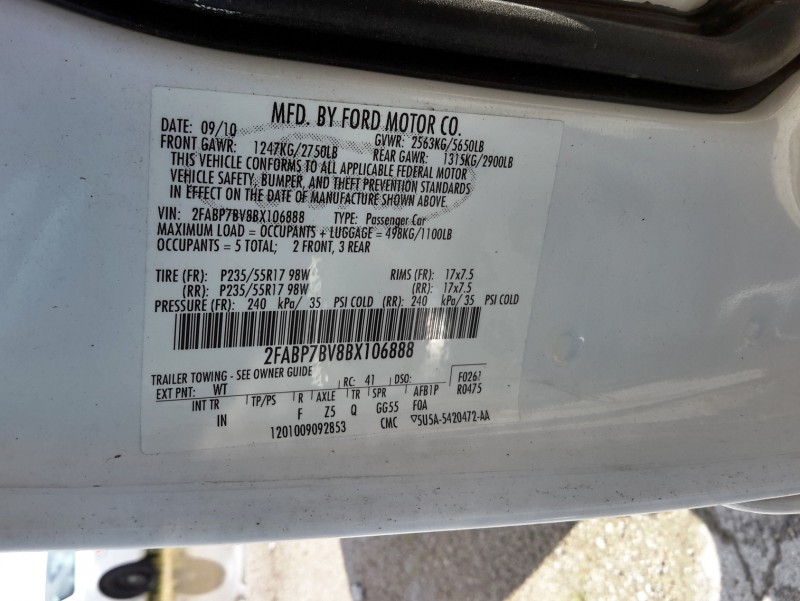 MFD. BY FORD MOTOR CO.
DATE: 09/10 GVWR: 2563KG/5650LB
FRONT GAWR: 1247KG/2750LB REAR GAWR: 1315KG/2900LB
THIS VEHICLE CONFORMS TO ALL APPLICABLE FEDERAL MOTOR
VEHICLE SAFETY, BUMPER, AND THEFT PREVENTION STANDARDS
IN EFFECT ON THE DATE OF MANUFACTURE SHOWN ABOVE.
VIN: 2FABP7BV8BX106888 TYPE: Passenger Car
MAXIMUM LOAD = OCCUPANTS + LUGGAGE = 498KG/1100LB
OCCUPANTS = 5 TOTAL; 2 FRONT, 3 REAR
TIRE (FR): P235/55R17 98W RIMS (FR): 17x7.5
(RR): P235/55R17 98W (RR): 17x7.5
PRESSURE (FR): 240 kPa/ 35 PSI COLD (RR): 240 kPa/ 35 PSI COLD
2FABP7BV8BX106888
TRAILER TOWING - SEE OWNER GUIDE
EXT PNT: WT RC: 41 DSO: F0261
INT TR TP/PS R AXLE TR SPR AFB1P R0475
IN F Z5 Q GG55 FOA
1201009092853 CMC 5U5A-5420472-AA